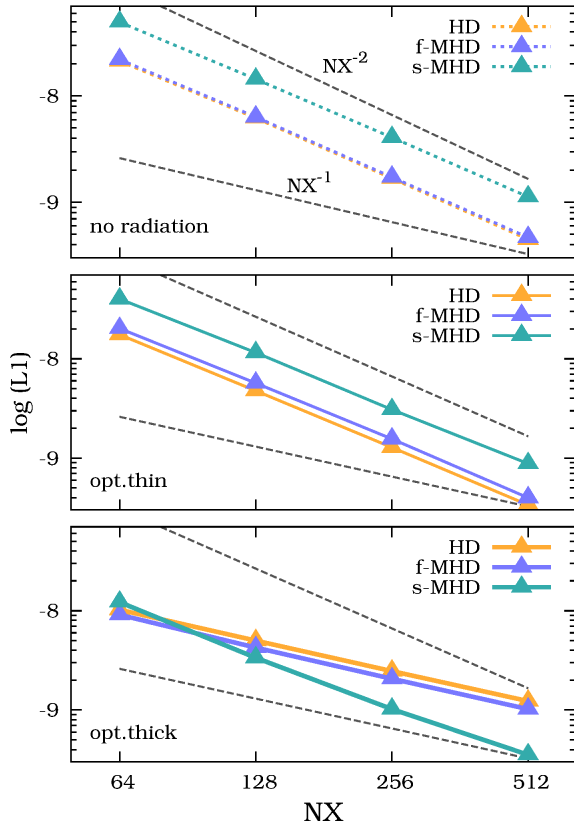 HD
f-MHD
s-MHD
NX-2
-8
NX-1
-9
no radiation
HD
f-MHD
s-MHD
-8
log (L1)
-9
opt.thin
HD
f-MHD
s-MHD
-8
-9
opt.thick
64
128
256
512
NX